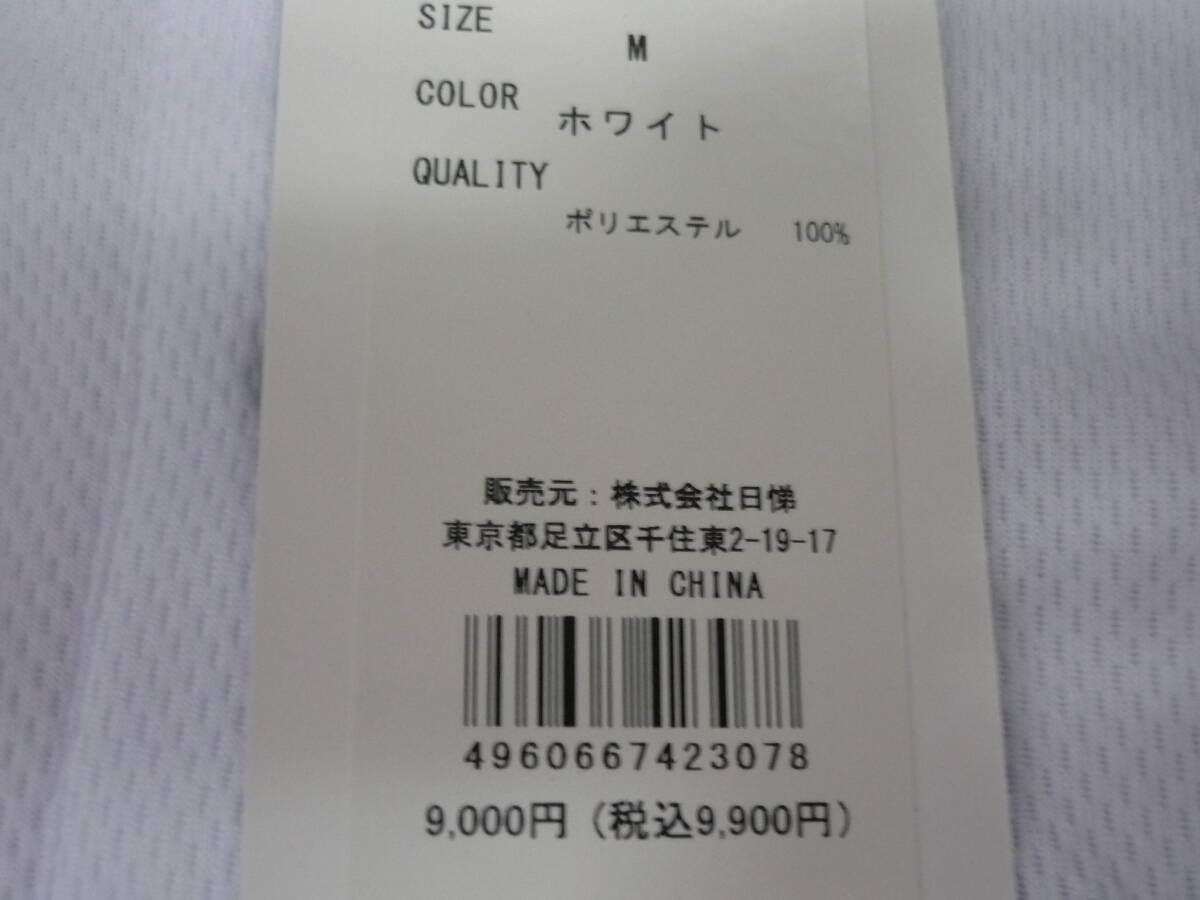 SIZE
M
COLOR
ホワイト
QUALITY
ポリエステル 100%
販売元：株式会社日悌
東京都足立区千住東2-19-17
MADE IN CHINA
4960667423078
9,000円（税込9,900円）